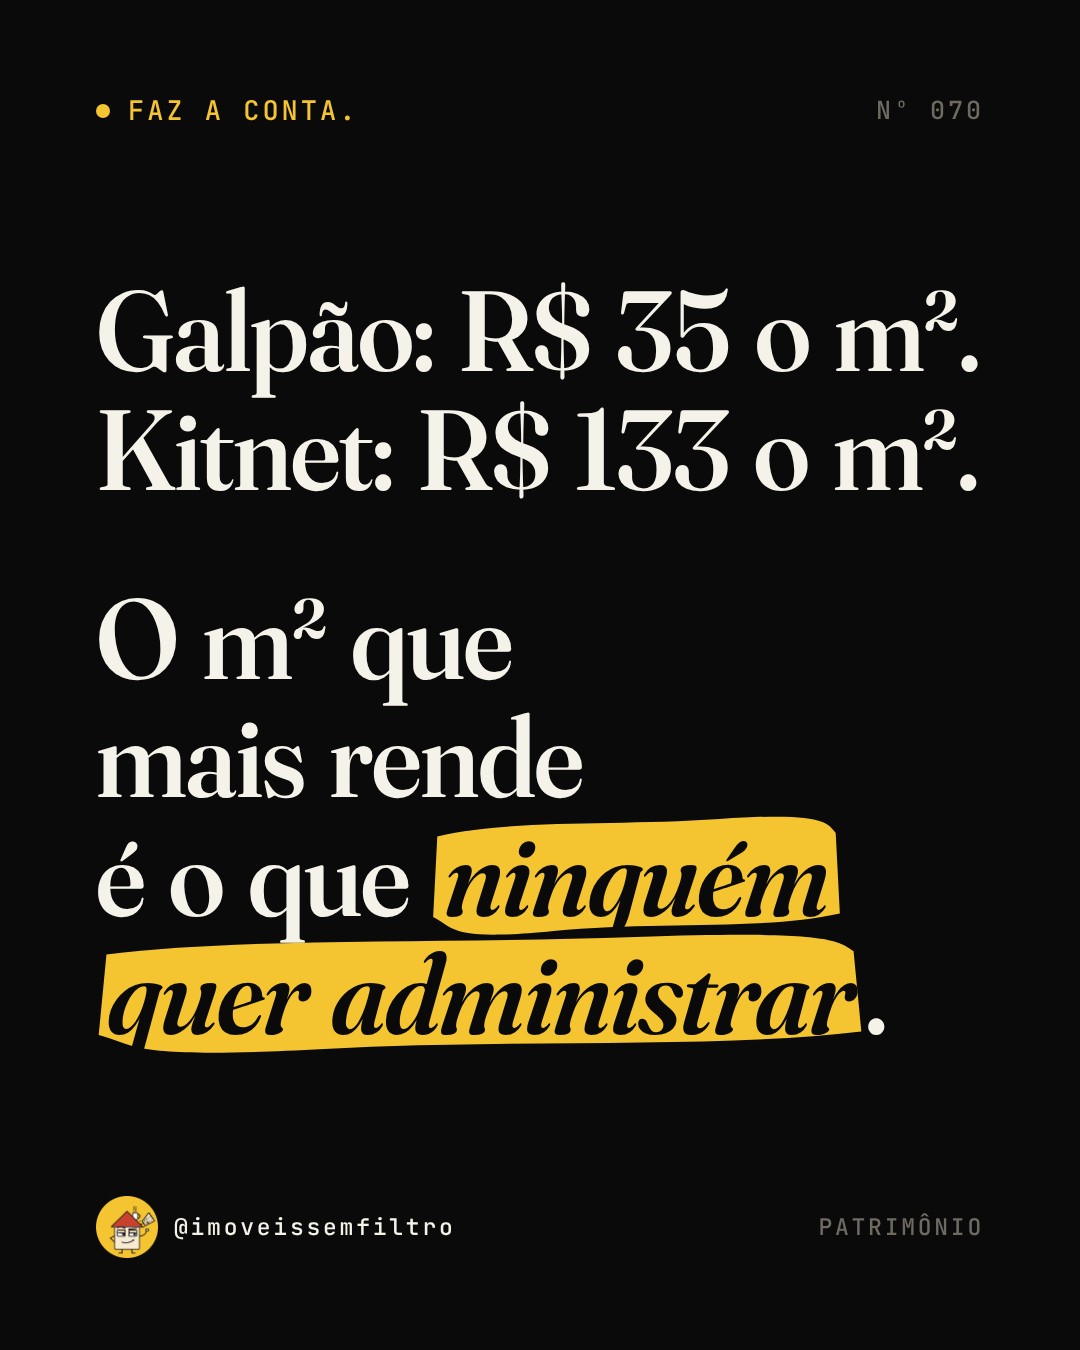 FAZ A CONTA.
Nº 070
Galpão: R$ 35 o m².
Kitnet: R$ 133 o m².
O m² que
mais rende
é o que ninguém
quer administrar.
@imoveissemfiltro
PATRIMÔNIO